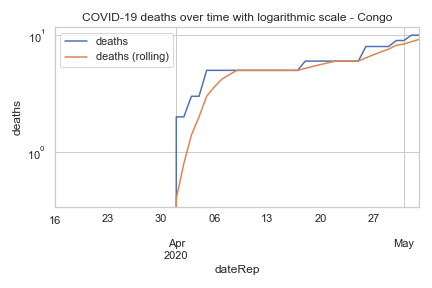 COVID-19 deaths over time with logarithmic scale - Congo
deaths
deaths (rolling)
10¹
10⁰
deaths
16 23 30 06 13 20 27
Apr May
2020
dateRep